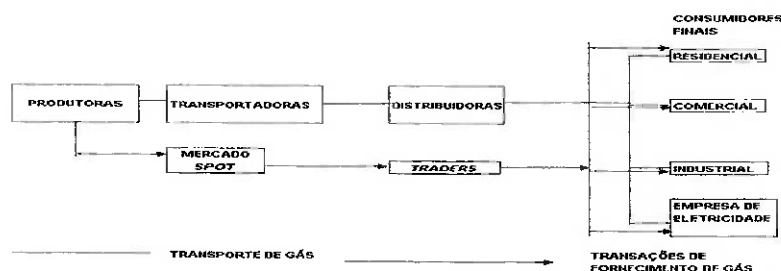 CONSUMIDORES
FINAIS
RESIDENCIAL
PRODUTORAS
TRANSPORTADORAS
DISTRIBUIDORAS
COMERCIAL
MERCADO
SPOT
TRADERS
INDUSTRIAL
EMPRESA DE
ELETRICIDADE
TRANSPORTE DE GÁS
TRANSAÇÕES DE
FORNECIMENTO DE GÁS